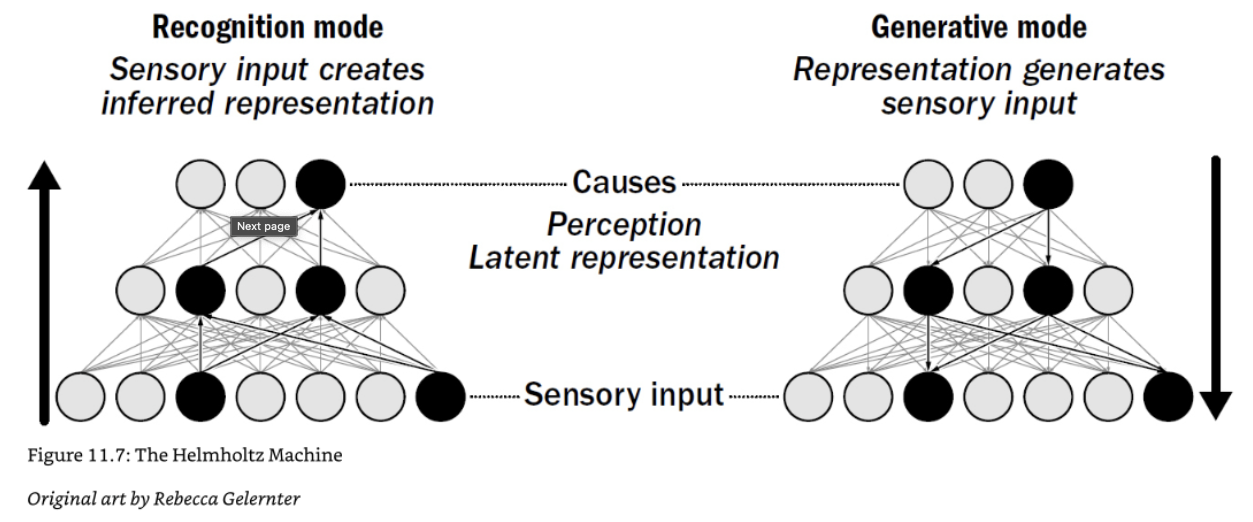 Recognition mode
Sensory input creates
inferred representation
Generative mode
Representation generates
sensory input
Causes
Next page
Perception
Latent representation
Sensory input
Figure 11.7: The Helmholtz Machine
Original art by Rebecca Gelernter